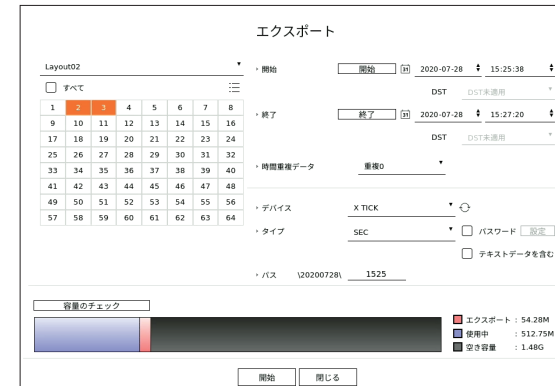 エクスポート
Layout02
すべて
1 2 3 4 5 6 7 8
9 10 11 12 13 14 15 16
17 18 19 20 21 22 23 24
25 26 27 28 29 30 31 32
33 34 35 36 37 38 39 40
41 42 43 44 45 46 47 48
49 50 51 52 53 54 55 56
57 58 59 60 61 62 63 64
開始 開始 31 2020-07-28 15:25:38
DST DST未適用
終了 終了 31 2020-07-28 15:27:20
DST DST未適用
時間重複データ 重複0
デバイス X TICK
タイプ SEC パスワード 設定
テキストデータを含む
パス \20200728\ 1525
容量のチェック
エクスポート : 54.28M
使用中 : 512.75M
空き容量 : 1.48G
開始 閉じる